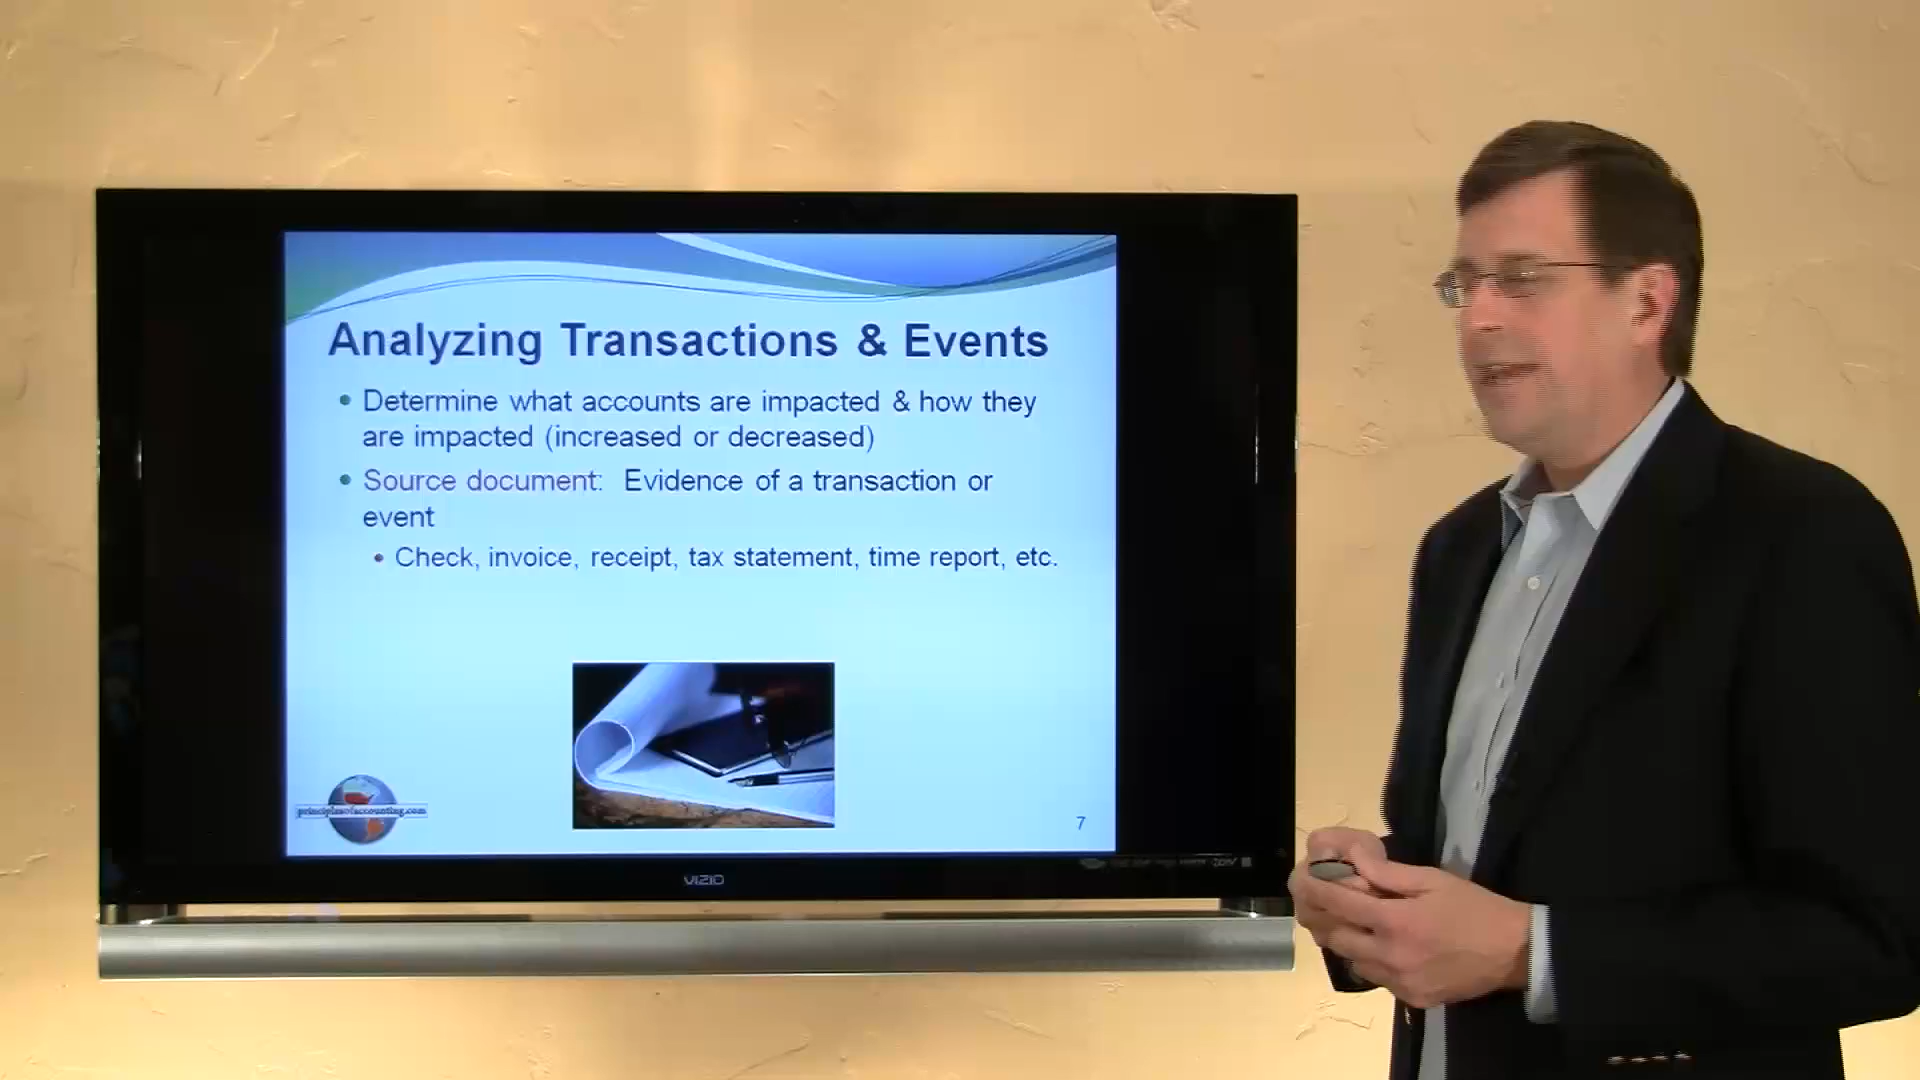 Analyzing Transactions & Events
• Determine what accounts are impacted & how they
are impacted (increased or decreased)
• Source document: Evidence of a transaction or
event
• Check, invoice, receipt, tax statement, time report, etc.
principlesofaccounting.com
7
VIZIO